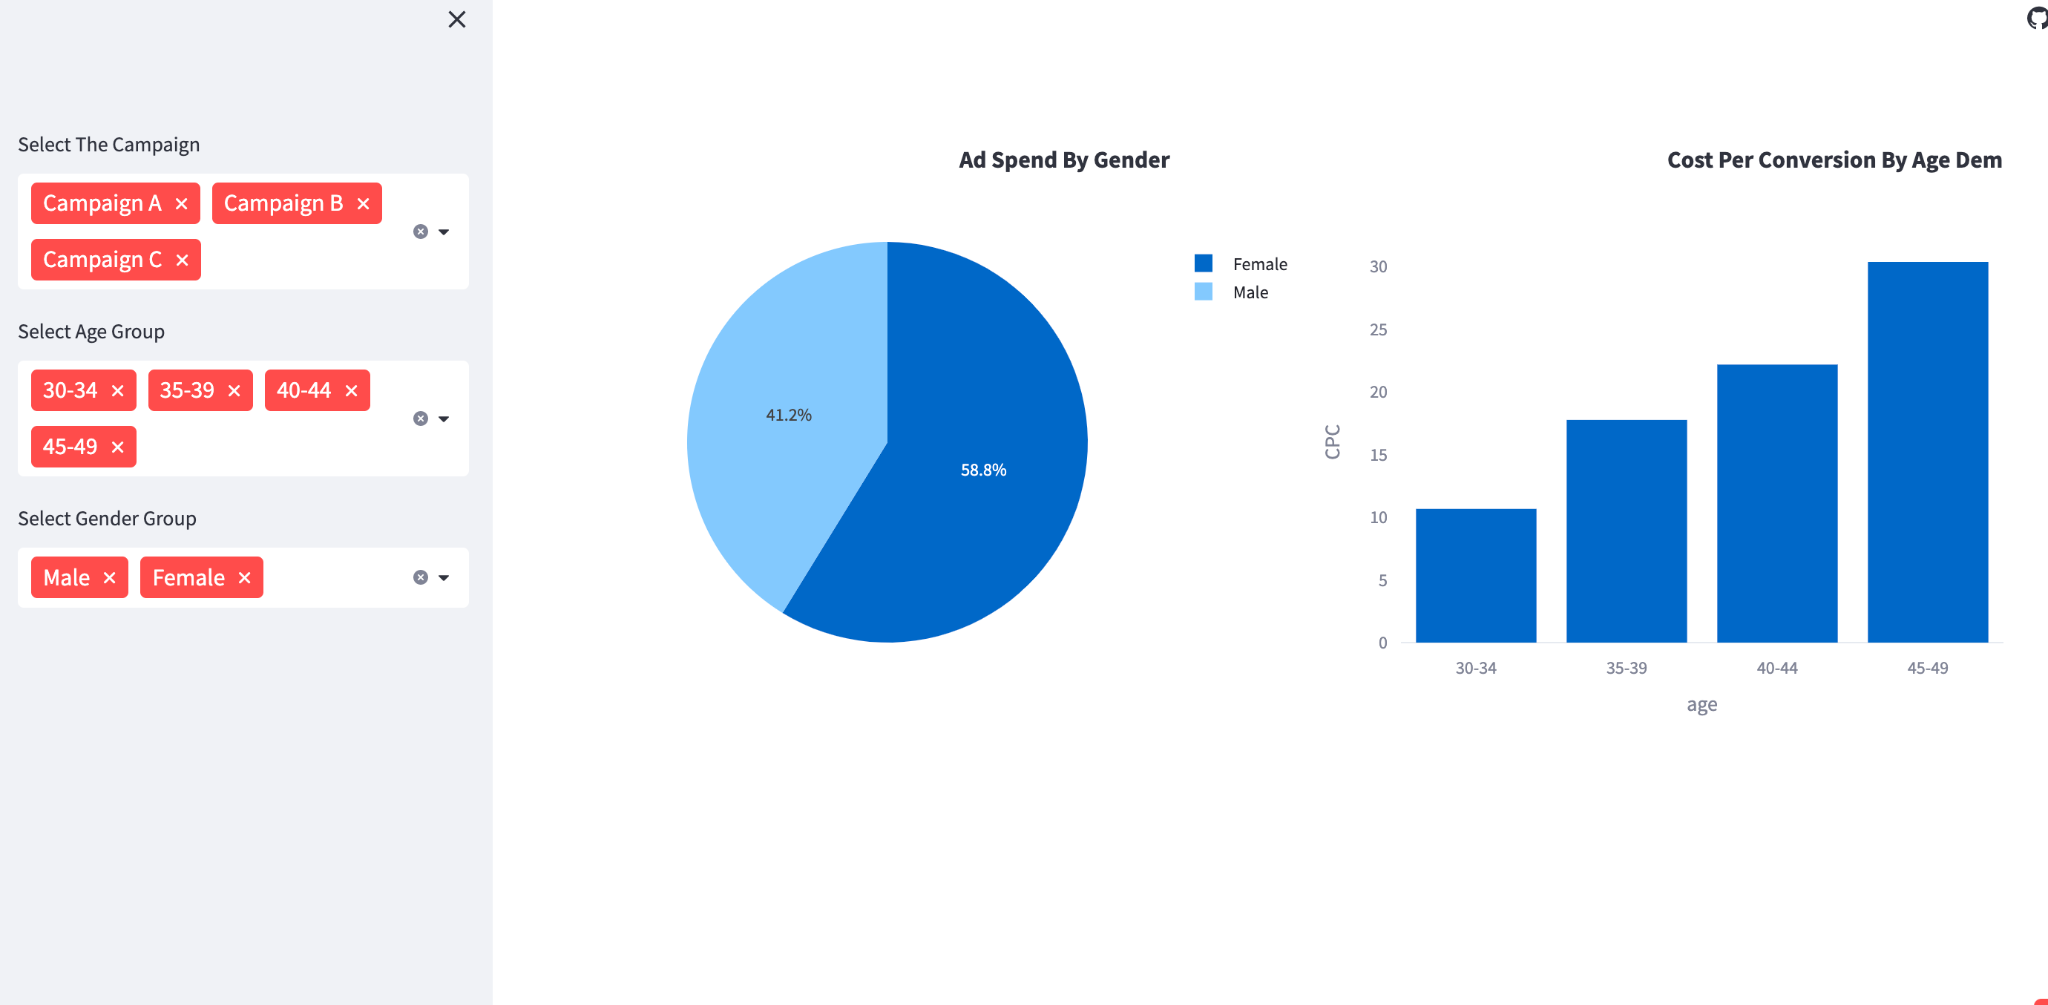 Select The Campaign
Campaign A Campaign B
Campaign C
Select Age Group
30-34 35-39 40-44
45-49
Select Gender Group
Male Female
Ad Spend By Gender
Female
Male
41.2%
58.8%
Cost Per Conversion By Age Dem
30
25
20
15
10
5
0
CPC
30-34 35-39 40-44 45-49
age